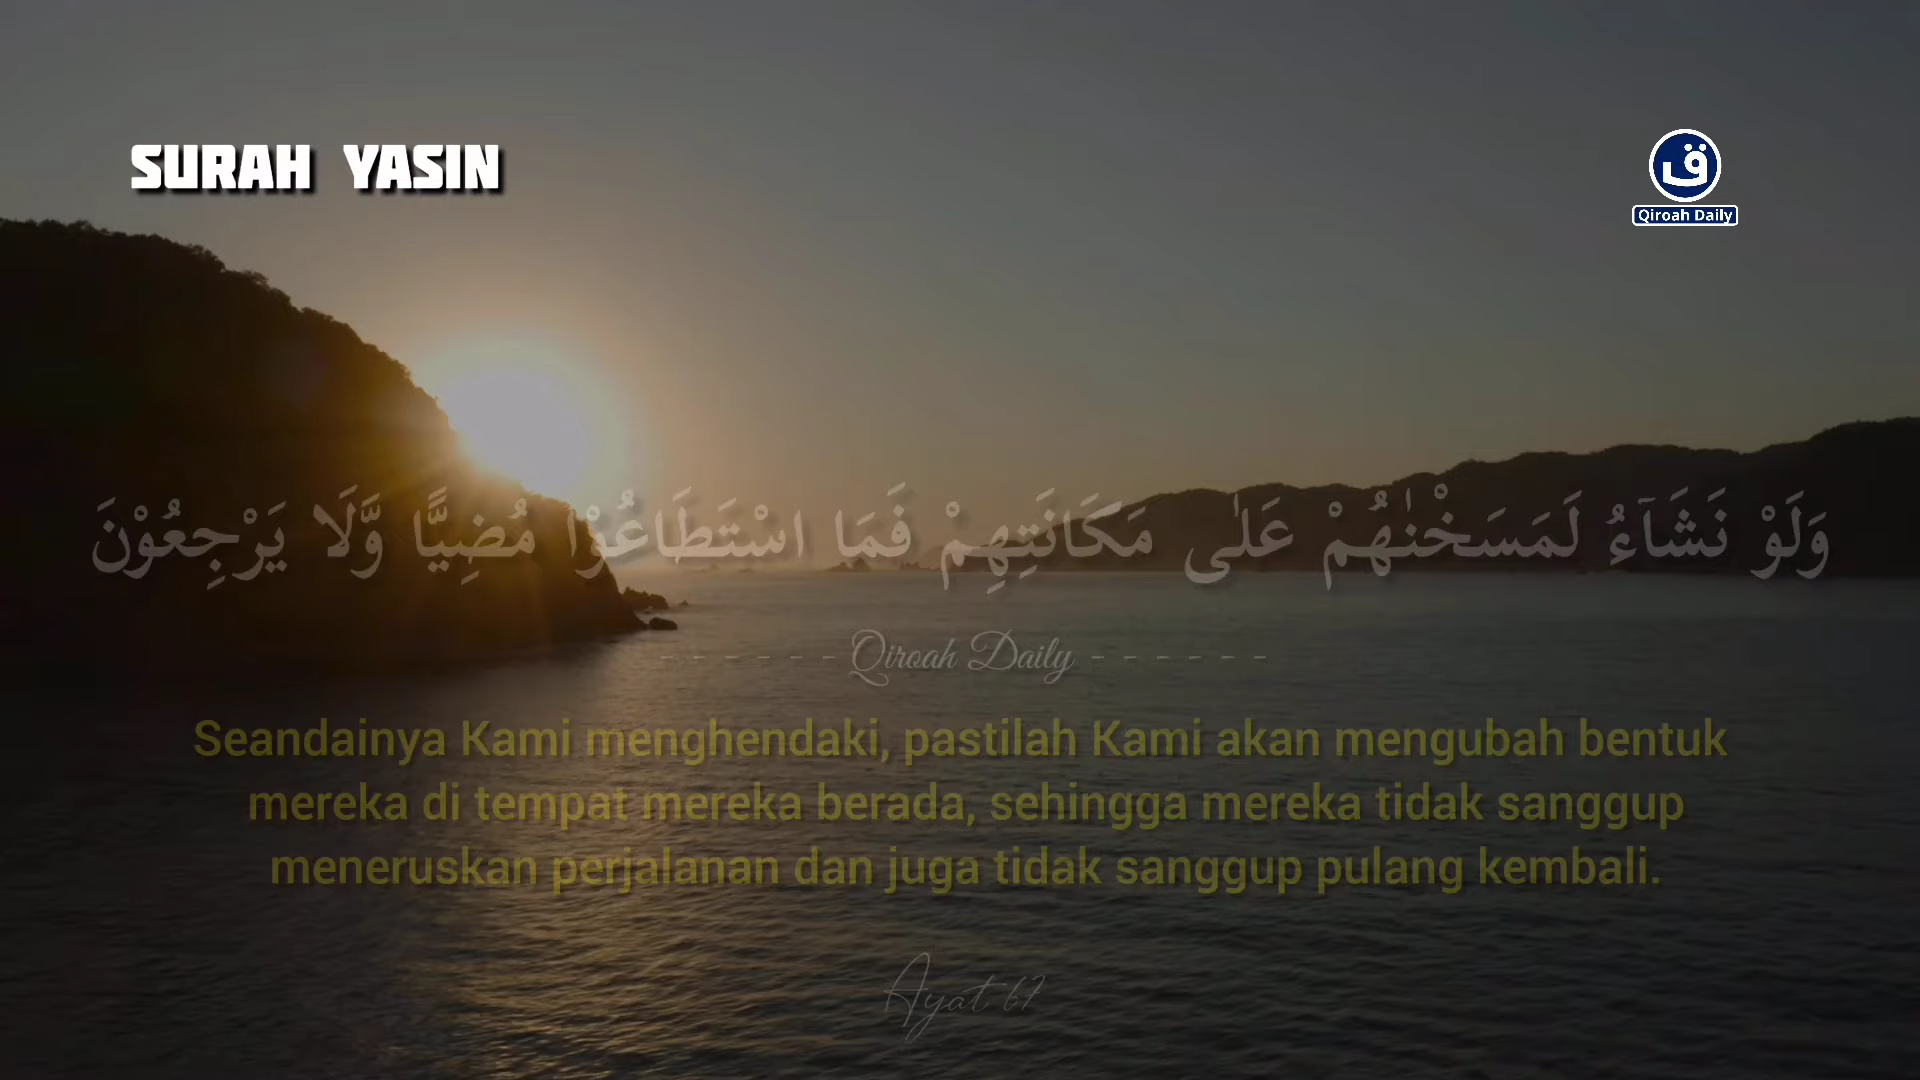 SURAH YASIN
ق
Qiroah Daily
وَلَوْ نَشَاۤءُ لَمَسَخْنٰهُمْ عَلٰى مَكَانَتِهِمْ فَمَا اسْتَطَاعُوْا مُضِيًّا وَّلَا يَرْجِعُوْنَ
- - - - - - Qiroah Daily - - - - - -
Seandainya Kami menghendaki, pastilah Kami akan mengubah bentuk
mereka di tempat mereka berada, sehingga mereka tidak sanggup
meneruskan perjalanan dan juga tidak sanggup pulang kembali.
Ayat 67